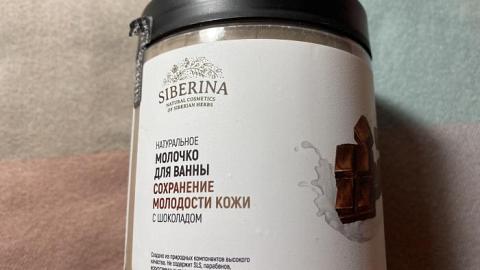 SIBERINA
NATURAL COSMETICS
OF SIBERIAN HERBS
НАТУРАЛЬНОЕ
МОЛОЧКО
ДЛЯ ВАННЫ
СОХРАНЕНИЕ
МОЛОДОСТИ КОЖИ
С ШОКОЛАДОМ
Создано из природных компонентов высокого
качества. Не содержит SLS, парабенов,